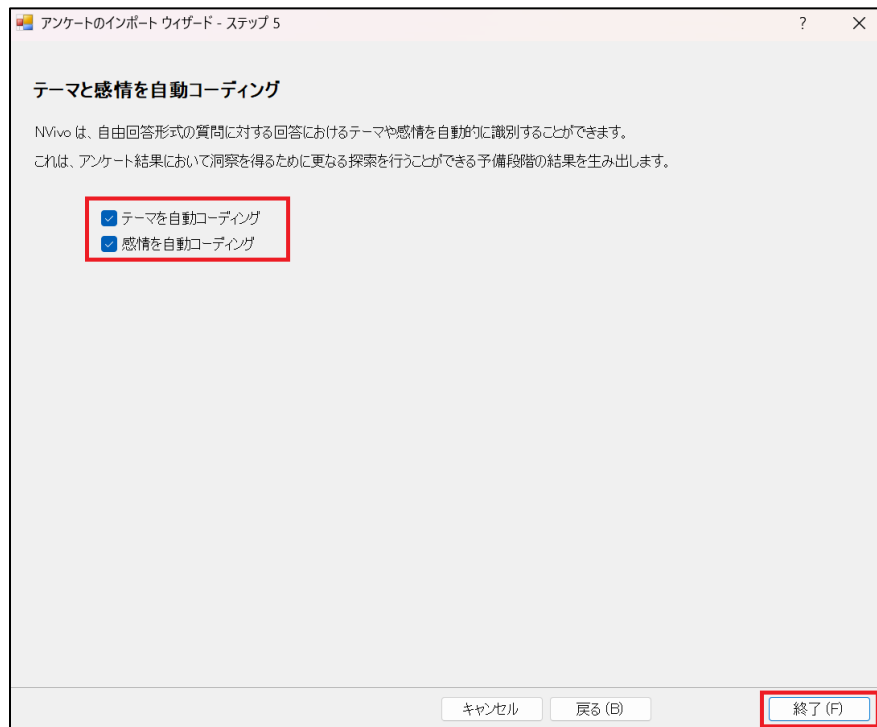 アンケートのインポート ウィザード - ステップ 5 ?
テーマと感情を自動コーディング
NVivo は、自由回答形式の質問に対する回答におけるテーマや感情を自動的に識別することができます。
これは、アンケート結果において洞察を得るために更なる探索を行うことができる予備段階の結果を生み出します。
テーマを自動コーディング
感情を自動コーディング
キャンセル 戻る (B) 終了 (F)